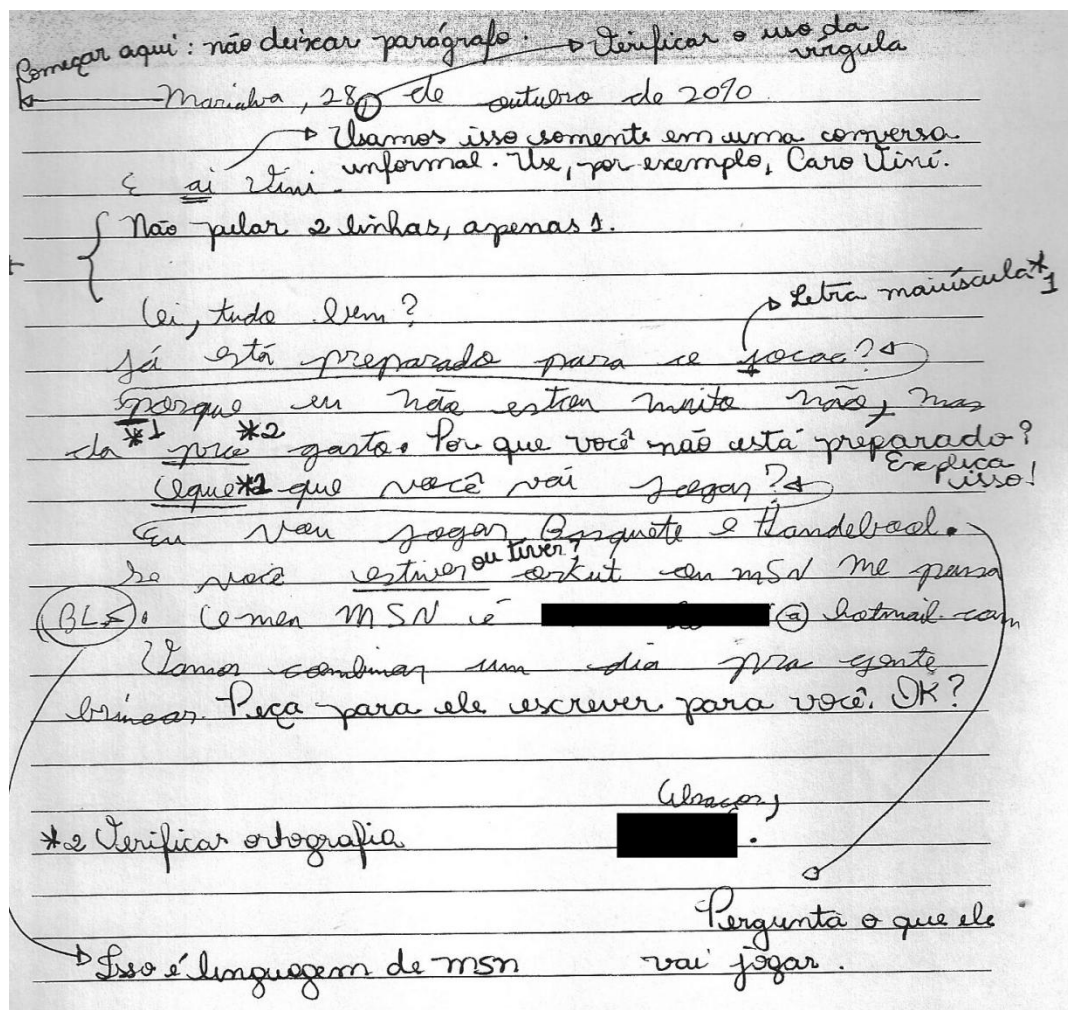 Começar aqui: não deixar parágrafo. Verificar o uso da vírgula
Marialva, 28, de outubro de 2010
Usamos isso somente em uma conversa
informal. Use, por exemplo, Caro Vini.
E ai Vini
Não pular 2 linhas, apenas 1.
Letra maiúscula *1
Oi, tudo bem?
Já está preparado para se jocac?
porque eu não estou muito não, mas
da *1 pro *2 gasto. Por que você não está preparado?
Explica isso!
Oque *1 que você vai jogar?
Eu vou jogar Basquete e Handebool.
ou tiver?
Se você estiver orkut ou mSN me passa
BLZ. O meu MSN é @ hotmail.com
Vamos combinar um dia pra gente
brincar. Peça para ele escrever para você. OK?
Abraços,
*2 Verificar ortografia
.
Pergunta o que ele
vai jogar.
Isso é linguagem de msn